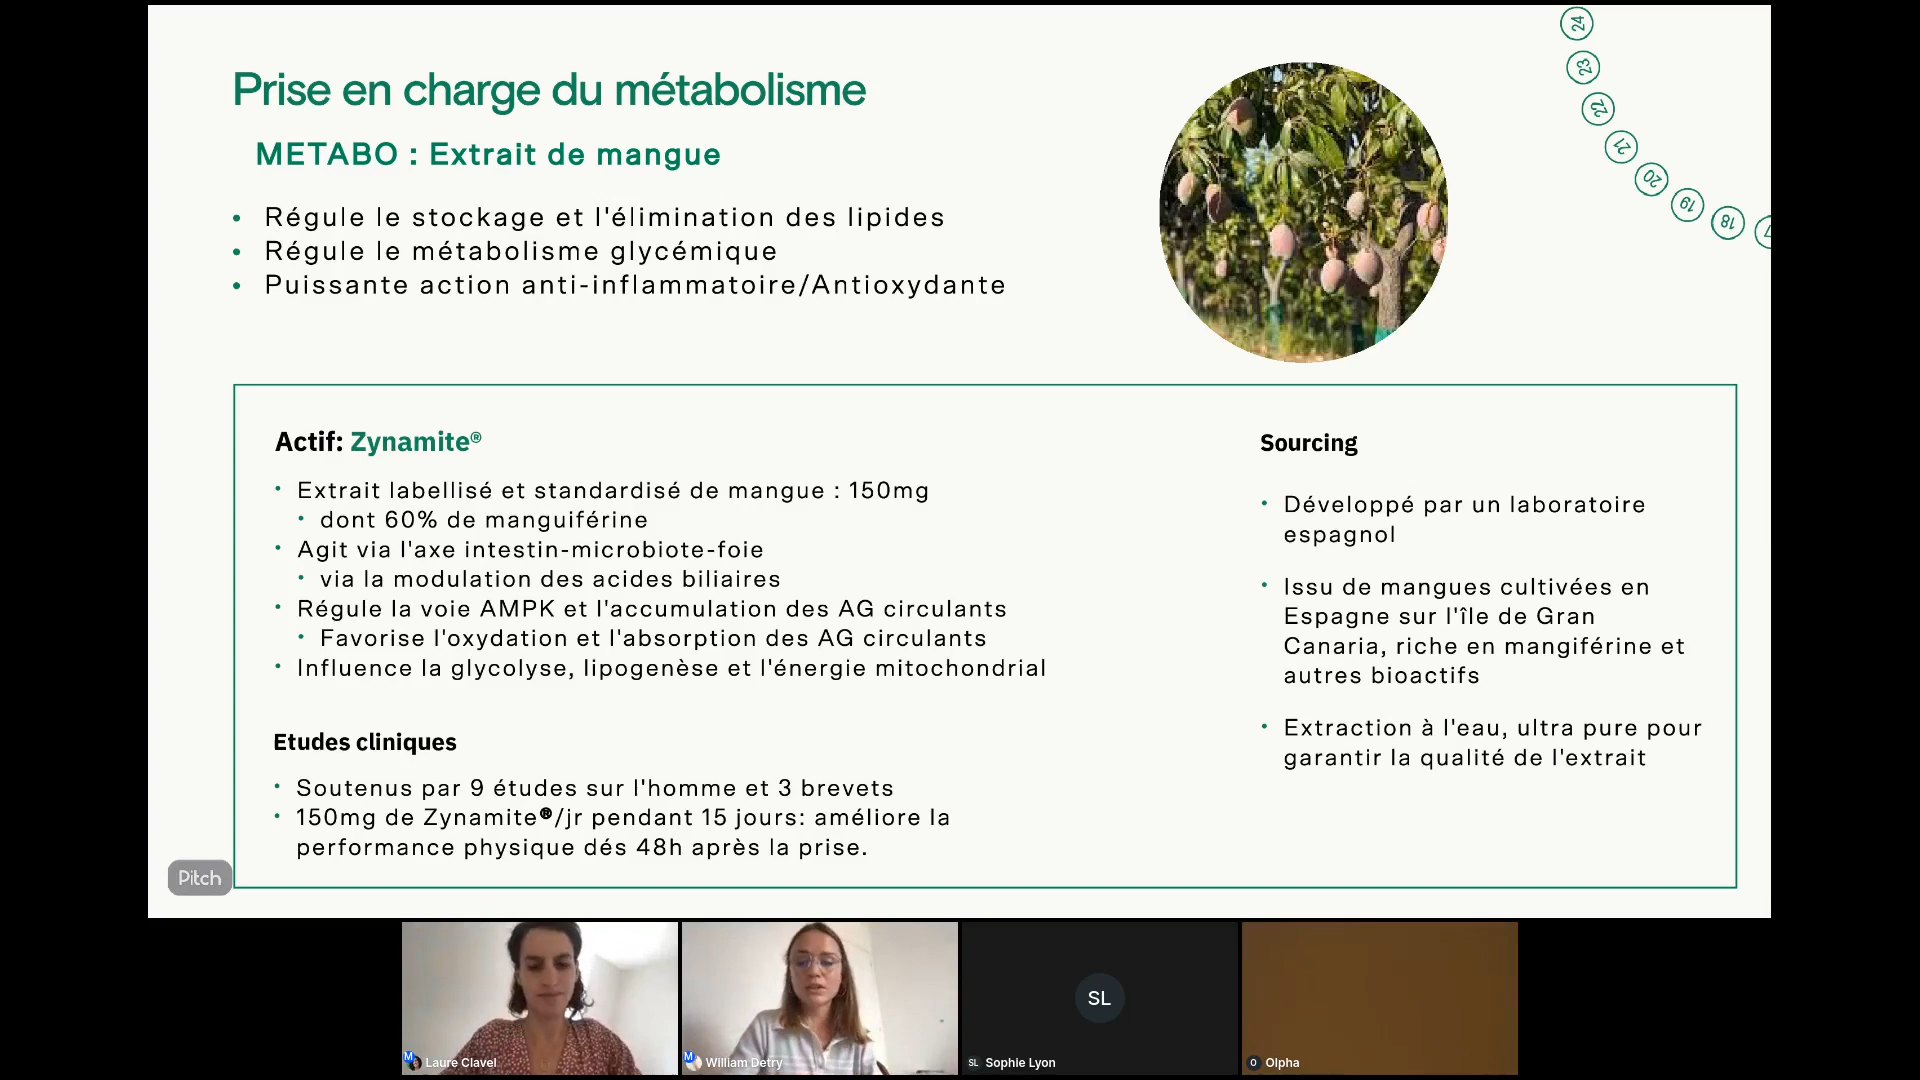 Prise en charge du métabolisme
METABO : Extrait de mangue
• Régule le stockage et l'élimination des lipides
• Régule le métabolisme glycémique
• Puissante action anti-inflammatoire/Antioxydante
24
23
22
21
20
19
18
Actif: Zynamite®
• Extrait labellisé et standardisé de mangue : 150mg
• dont 60% de manguiférine
• Agit via l'axe intestin-microbiote-foie
• via la modulation des acides biliaires
• Régule la voie AMPK et l'accumulation des AG circulants
• Favorise l'oxydation et l'absorption des AG circulants
• Influence la glycolyse, lipogenèse et l'énergie mitochondrial
Etudes cliniques
• Soutenus par 9 études sur l'homme et 3 brevets
• 150mg de Zynamite®/jr pendant 15 jours: améliore la
performance physique dés 48h après la prise.
Sourcing
• Développé par un laboratoire
espagnol
• Issu de mangues cultivées en
Espagne sur l'île de Gran
Canaria, riche en mangiférine et
autres bioactifs
• Extraction à l'eau, ultra pure pour
garantir la qualité de l'extrait
Pitch
M Laure Clavel
M William Detry
SL
SL Sophie Lyon
O Olpha